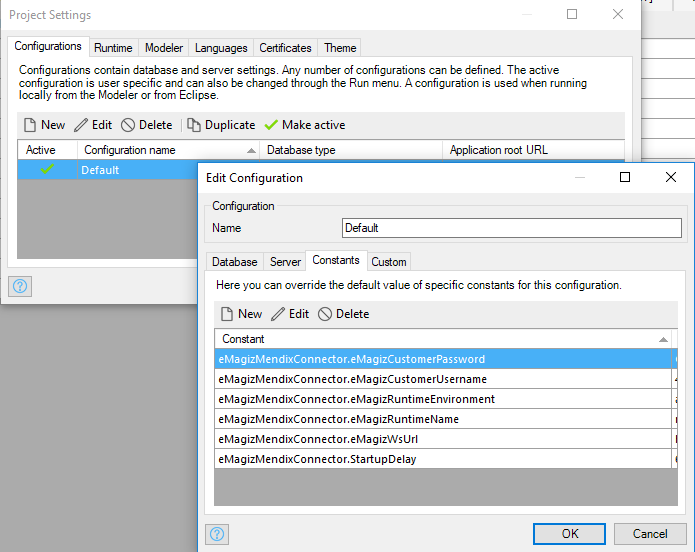 Project Settings
Configurations Runtime Modeler Languages Certificates Theme
Configurations contain database and server settings. Any number of configurations can be defined. The active
configuration is user specific and can also be changed through the Run menu. A configuration is used when running
locally from the Modeler or from Eclipse.
New Edit Delete Duplicate Make active
Active Configuration name Database type Application root URL
Default
Edit Configuration
Configuration
Name Default
Database Server Constants Custom
Here you can override the default value of specific constants for this configuration.
New Edit Delete
Constant
eMagizMendixConnector.eMagizCustomerPassword
eMagizMendixConnector.eMagizCustomerUsername
eMagizMendixConnector.eMagizRuntimeEnvironment
eMagizMendixConnector.eMagizRuntimeName
eMagizMendixConnector.eMagizWsUrl
eMagizMendixConnector.StartupDelay
OK Cancel